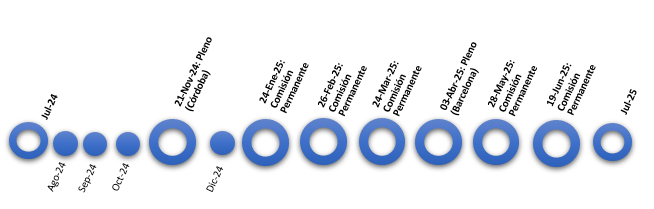 Jul-24
Ago-24
Sep-24
Oct-24
21-Nov-24: Pleno
(Córdoba)
Dic-24
24-Ene-25:
Comisión
Permanente
26-Feb-25:
Comisión
Permanente
24-Mar-25:
Comisión
Permanente
03-Abr-25: Pleno
(Barcelona)
28-May-25:
Comisión
Permanente
19-Jun-25:
Comisión
Permanente
Jul-25